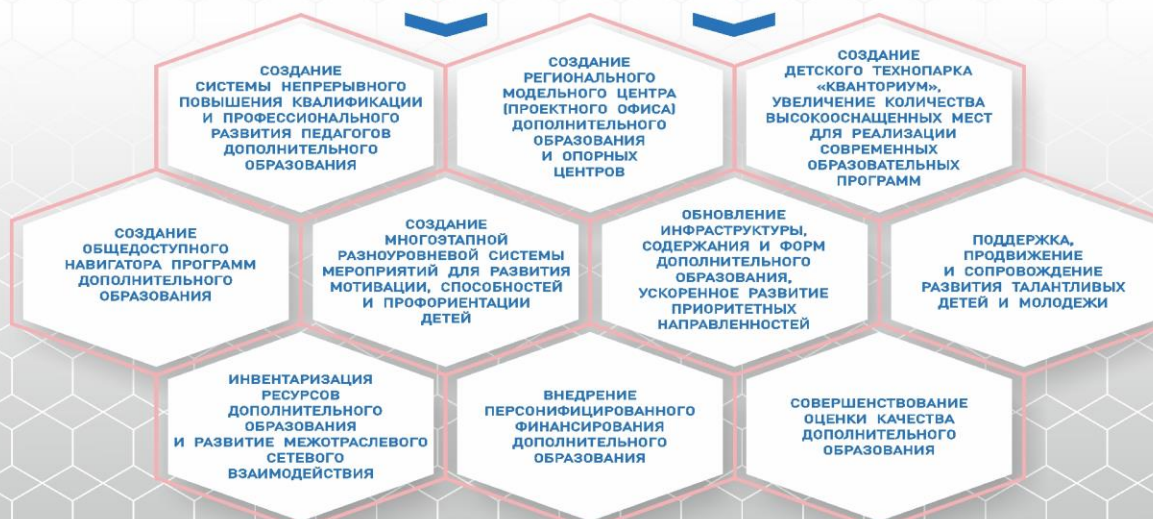 СОЗДАНИЕ
СИСТЕМЫ НЕПРЕРЫВНОГО
ПОВЫШЕНИЯ КВАЛИФИКАЦИИ
И ПРОФЕССИОНАЛЬНОГО
РАЗВИТИЯ ПЕДАГОГОВ
ДОПОЛНИТЕЛЬНОГО
ОБРАЗОВАНИЯ
СОЗДАНИЕ
РЕГИОНАЛЬНОГО
МОДЕЛЬНОГО ЦЕНТРА
(ПРОЕКТНОГО ОФИСА)
ДОПОЛНИТЕЛЬНОГО
ОБРАЗОВАНИЯ
И ОПОРНЫХ
ЦЕНТРОВ
СОЗДАНИЕ
ДЕТСКОГО ТЕХНОПАРКА
«КВАНТОРИУМ»,
УВЕЛИЧЕНИЕ КОЛИЧЕСТВА
ВЫСОКООСНАЩЕННЫХ МЕСТ
ДЛЯ РЕАЛИЗАЦИИ
СОВРЕМЕННЫХ
ОБРАЗОВАТЕЛЬНЫХ
ПРОГРАММ
СОЗДАНИЕ
ОБЩЕДОСТУПНОГО
НАВИГАТОРА ПРОГРАММ
ДОПОЛНИТЕЛЬНОГО
ОБРАЗОВАНИЯ
СОЗДАНИЕ
МНОГОЭТАПНОЙ
РАЗНОУРОВНЕВОЙ СИСТЕМЫ
МЕРОПРИЯТИЙ ДЛЯ РАЗВИТИЯ
МОТИВАЦИИ, СПОСОБНОСТЕЙ
И ПРОФОРИЕНТАЦИИ
ДЕТЕЙ
ОБНОВЛЕНИЕ
ИНФРАСТРУКТУРЫ,
СОДЕРЖАНИЯ И ФОРМ
ДОПОЛНИТЕЛЬНОГО
ОБРАЗОВАНИЯ,
УСКОРЕННОЕ РАЗВИТИЕ
ПРИОРИТЕТНЫХ
НАПРАВЛЕННОСТЕЙ
ПОДДЕРЖКА,
ПРОДВИЖЕНИЕ
И СОПРОВОЖДЕНИЕ
РАЗВИТИЯ ТАЛАНТЛИВЫХ
ДЕТЕЙ И МОЛОДЕЖИ
ИНВЕНТАРИЗАЦИЯ
РЕСУРСОВ
ДОПОЛНИТЕЛЬНОГО
ОБРАЗОВАНИЯ
И РАЗВИТИЕ МЕЖОТРАСЛЕВОГО
СЕТЕВОГО
ВЗАИМОДЕЙСТВИЯ
ВНЕДРЕНИЕ
ПЕРСОНИФИЦИРОВАННОГО
ФИНАНСИРОВАНИЯ
ДОПОЛНИТЕЛЬНОГО
ОБРАЗОВАНИЯ
СОВЕРШЕНСТВОВАНИЕ
ОЦЕНКИ КАЧЕСТВА
ДОПОЛНИТЕЛЬНОГО
ОБРАЗОВАНИЯ